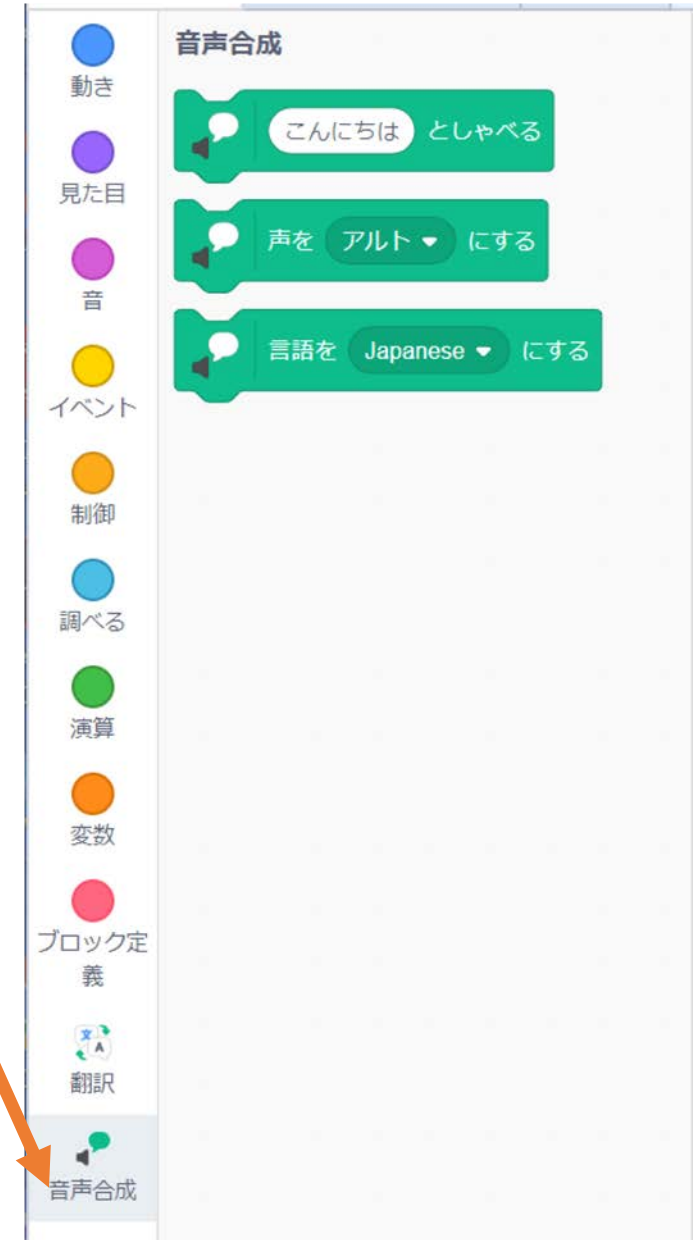 動き
見た目
音
イベント
制御
調べる
演算
変数
ブロック定
義
文 A
翻訳
音声合成
音声合成
こんにちは としゃべる
声を アルト にする
言語を Japanese にする